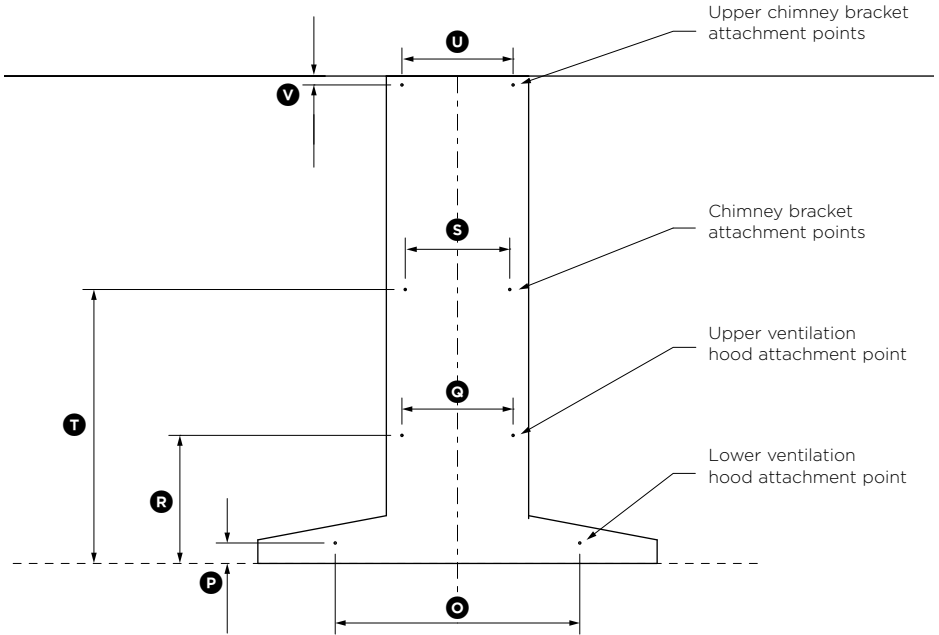 Upper chimney bracket
attachment points
U
V
Chimney bracket
attachment points
S
Upper ventilation
hood attachment point
Q
T
Lower ventilation
hood attachment point
R
P
O